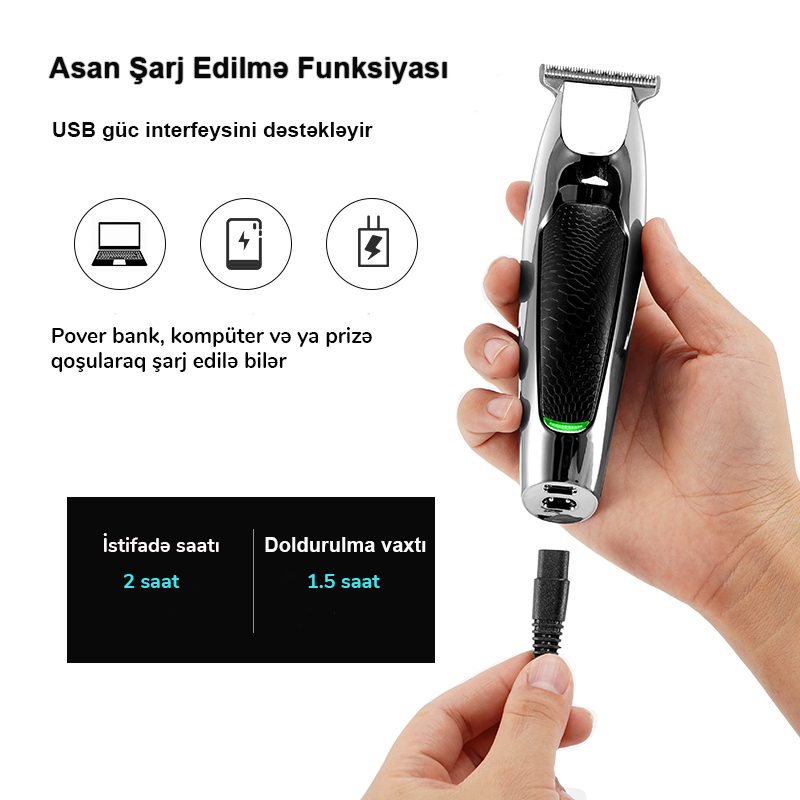 Asan Şarj Edilmə Funksiyası
USB güc interfeysini dəstəkləyir
Pover bank, kompüter və ya prizə
qoşularaq şarj edilə bilər
İstifadə saatı
2 saat
Doldurulma vaxtı
1.5 saat